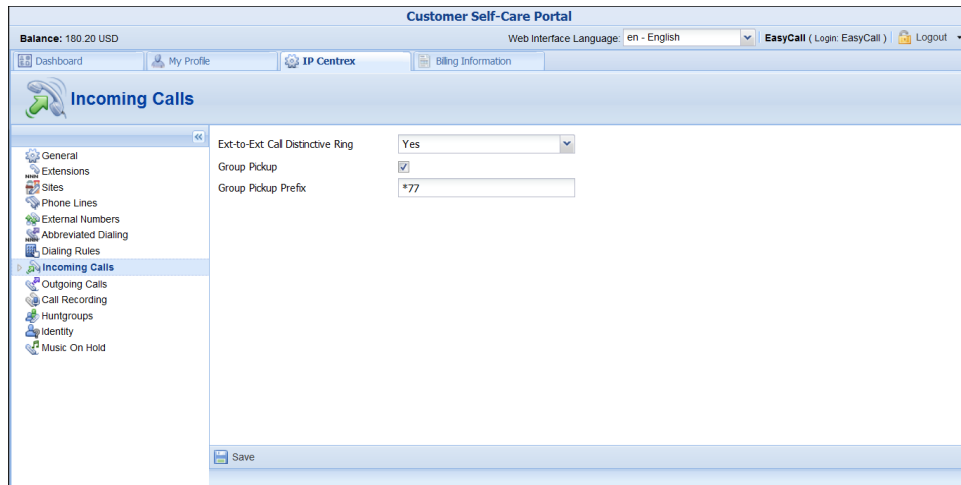 Customer Self-Care Portal
Balance: 180.20 USD Web Interface Language: en - English EasyCall ( Login: EasyCall ) Logout
Dashboard My Profile IP Centrex Billing Information
Incoming Calls
General
Extensions
Sites
Phone Lines
External Numbers
Abbreviated Dialing
Dialing Rules
Incoming Calls
Outgoing Calls
Call Recording
Huntgroups
Identity
Music On Hold
Ext-to-Ext Call Distinctive Ring Yes
Group Pickup
Group Pickup Prefix *77
Save